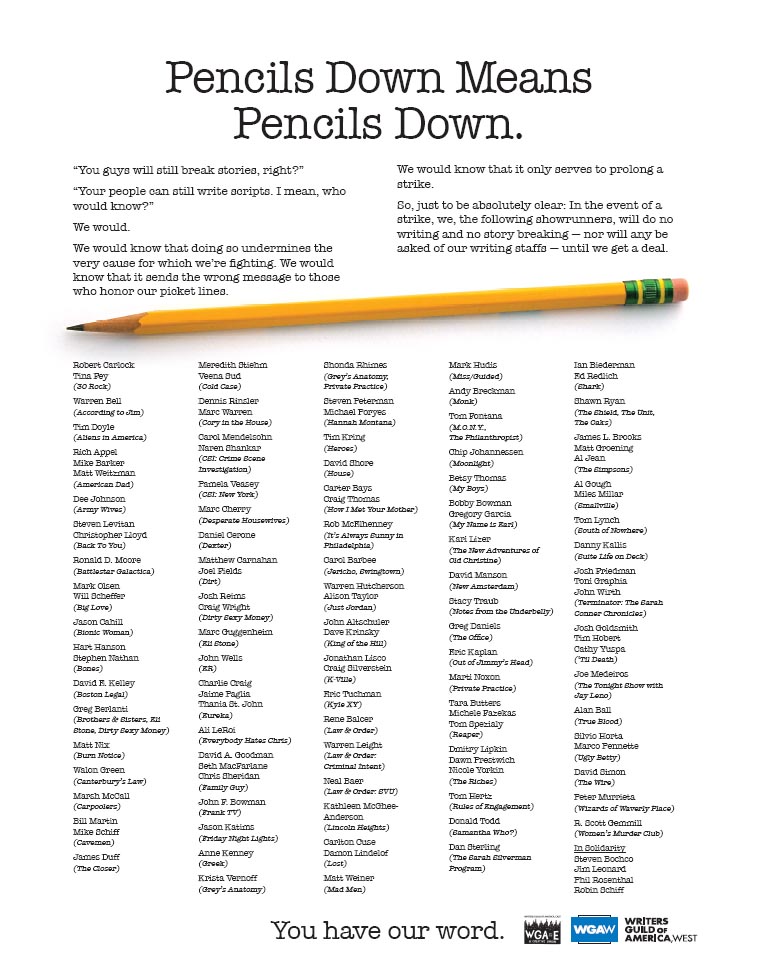 Pencils Down Means
Pencils Down.
“You guys will still break stories, right?”
“Your people can still write scripts. I mean, who
would know?”
We would.
We would know that doing so undermines the
very cause for which we’re fighting. We would
know that it sends the wrong message to those
who honor our picket lines.
We would know that it only serves to prolong a
strike.
So, just to be absolutely clear: In the event of a
strike, we, the following showrunners, will do no
writing and no story breaking — nor will any be
asked of our writing staffs — until we get a deal.
Robert Carlock
Tina Fey
(30 Rock)
Warren Bell
(According to Jim)
Tim Doyle
(Aliens in America)
Rich Appel
Mike Barker
Matt Weitzman
(American Dad)
Dee Johnson
(Army Wives)
Steven Levitan
Christopher Lloyd
(Back To You)
Ronald D. Moore
(Battlestar Galactica)
Mark Olsen
Will Scheffer
(Big Love)
Jason Cahill
(Bionic Woman)
Hart Hanson
Stephen Nathan
(Bones)
David E. Kelley
(Boston Legal)
Greg Berlanti
(Brothers & Sisters, Eli
Stone, Dirty Sexy Money)
Matt Nix
(Burn Notice)
Walon Green
(Canterbury’s Law)
Marsh McCall
(Carpoolers)
Bill Martin
Mike Schiff
(Cavemen)
James Duff
(The Closer)
Meredith Stiehm
Veena Sud
(Cold Case)
Dennis Rinsler
Marc Warren
(Cory in the House)
Carol Mendelsohn
Naren Shankar
(CSI: Crime Scene
Investigation)
Pamela Veasey
(CSI: New York)
Marc Cherry
(Desperate Housewives)
Daniel Cerone
(Dexter)
Matthew Carnahan
Joel Fields
(Dirt)
Josh Reims
Craig Wright
(Dirty Sexy Money)
Marc Guggenheim
(Eli Stone)
John Wells
(ER)
Charlie Craig
Jaime Paglia
Thania St. John
(Eureka)
Ali LeRoi
(Everybody Hates Chris)
David A. Goodman
Seth MacFarlane
Chris Sheridan
(Family Guy)
John F. Bowman
(Frank TV)
Jason Katims
(Friday Night Lights)
Anne Kenney
(Greek)
Krista Vernoff
(Grey’s Anatomy)
Shonda Rhimes
(Grey’s Anatomy,
Private Practice)
Steven Peterman
Michael Poryes
(Hannah Montana)
Tim Kring
(Heroes)
David Shore
(House)
Carter Bays
Craig Thomas
(How I Met Your Mother)
Rob McElhenney
(It’s Always Sunny in
Philadelphia)
Carol Barbee
(Jericho, Swingtown)
Warren Hutcherson
Alison Taylor
(Just Jordan)
John Altschuler
Dave Krinsky
(King of the Hill)
Jonathan Lisco
Craig Silverstein
(K-Ville)
Eric Tuchman
(Kyle XY)
Rene Balcer
(Law & Order)
Warren Leight
(Law & Order:
Criminal Intent)
Neal Baer
(Law & Order: SVU)
Kathleen McGhee-
Anderson
(Lincoln Heights)
Carlton Cuse
Damon Lindelof
(Lost)
Matt Weiner
(Mad Men)
Mark Hudis
(Miss/Guided)
Andy Breckman
(Monk)
Tom Fontana
(M.O.N.Y.,
The Philanthropist)
Chip Johannessen
(Moonlight)
Betsy Thomas
(My Boys)
Bobby Bowman
Gregory Garcia
(My Name is Earl)
Kari Lizer
(The New Adventures of
Old Christine)
David Manson
(New Amsterdam)
Stacy Traub
(Notes from the Underbelly)
Greg Daniels
(The Office)
Eric Kaplan
(Out of Jimmy’s Head)
Marti Noxon
(Private Practice)
Tara Butters
Michele Fazekas
Tom Spezialy
(Reaper)
Dmitry Lipkin
Dawn Prestwich
Nicole Yorkin
(The Riches)
Tom Hertz
(Rules of Engagement)
Donald Todd
(Samantha Who?)
Dan Sterling
(The Sarah Silverman
Program)
Ian Biederman
Ed Redlich
(Shark)
Shawn Ryan
(The Shield, The Unit,
The Oaks)
James L. Brooks
Matt Groening
Al Jean
(The Simpsons)
Al Gough
Miles Millar
(Smallville)
Tom Lynch
(South of Nowhere)
Danny Kallis
(Suite Life on Deck)
Josh Friedman
Toni Graphia
John Wirth
(Terminator: The Sarah
Conner Chronicles)
Josh Goldsmith
Tim Hobert
Cathy Yuspa
(’Til Death)
Joe Medeiros
(The Tonight Show with
Jay Leno)
Alan Ball
(True Blood)
Silvio Horta
Marco Pennette
(Ugly Betty)
David Simon
(The Wire)
Peter Murrieta
(Wizards of Waverly Place)
R. Scott Gemmill
(Women’s Murder Club)
In Solidarity
Steven Bochco
Jim Leonard
Phil Rosenthal
Robin Schiff
You have our word.
WGAE
WGAW
WRITERS
GUILD OF
AMERICA, WEST